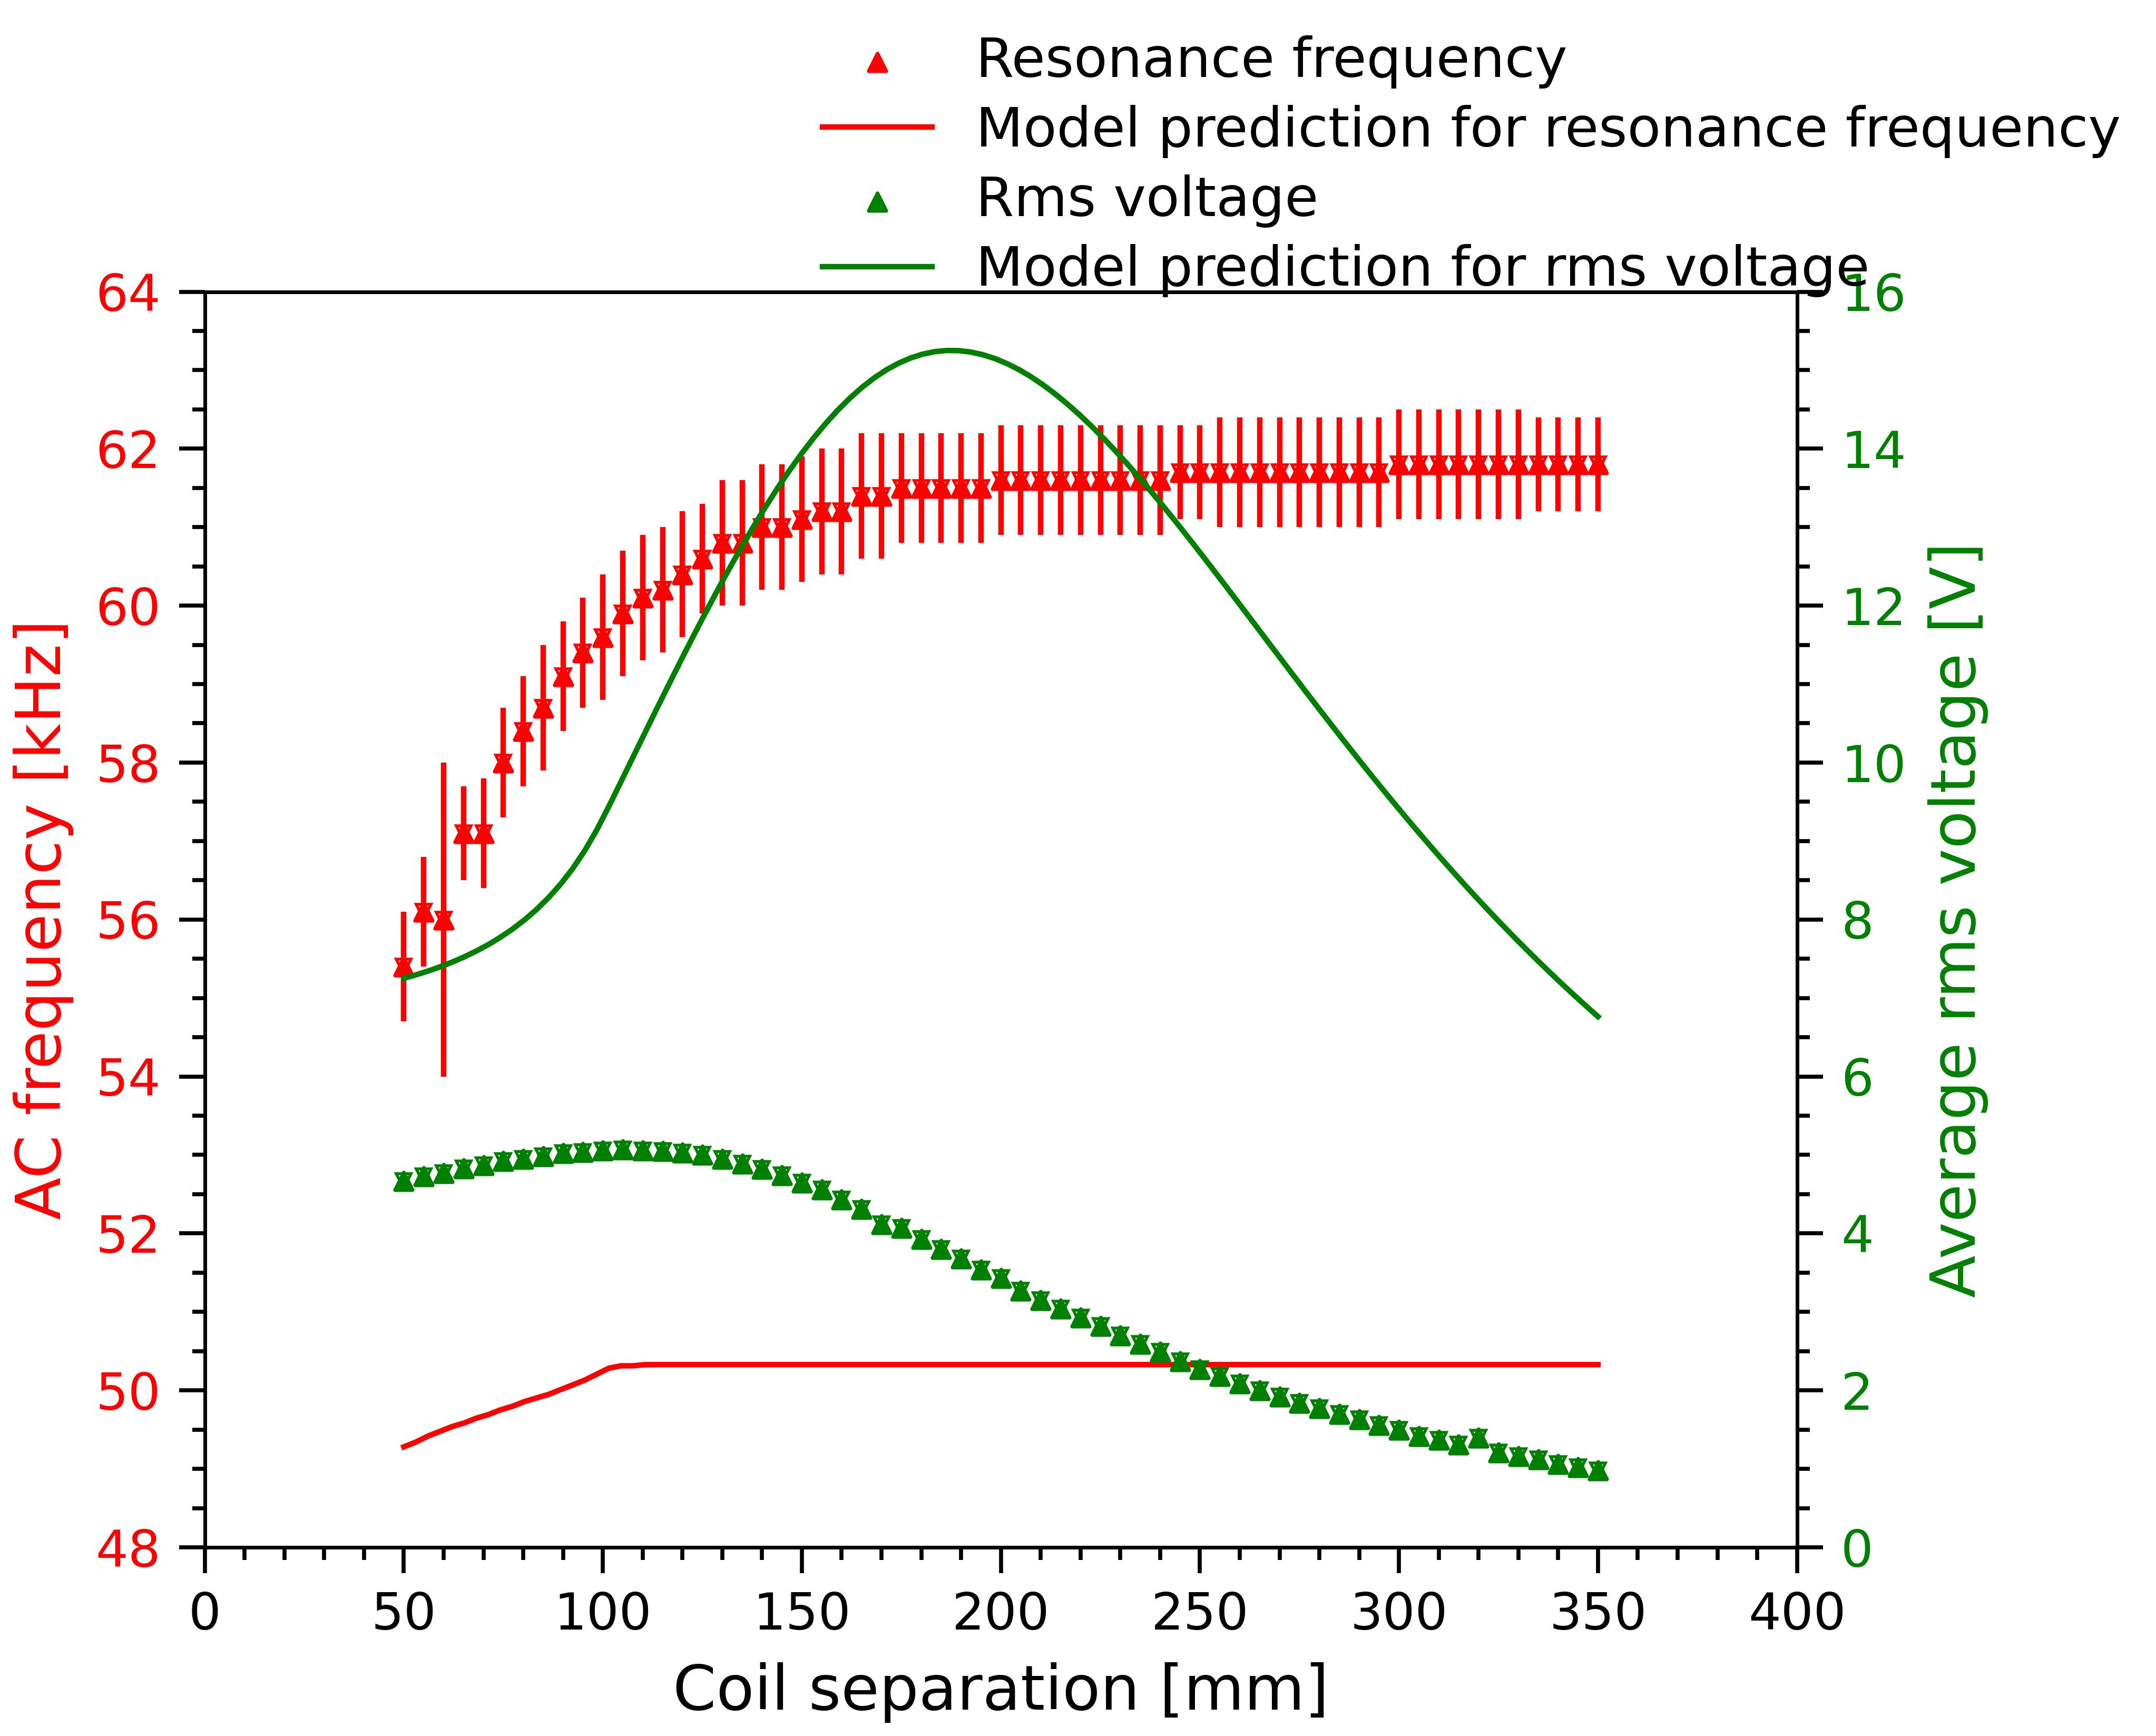 Resonance frequency
Model prediction for resonance frequency
Rms voltage
Model prediction for rms voltage
64
62
60
58
56
54
52
50
48
AC frequency [kHz]
16
14
12
10
8
6
4
2
0
Average rms voltage [V]
0 50 100 150 200 250 300 350 400
Coil separation [mm]